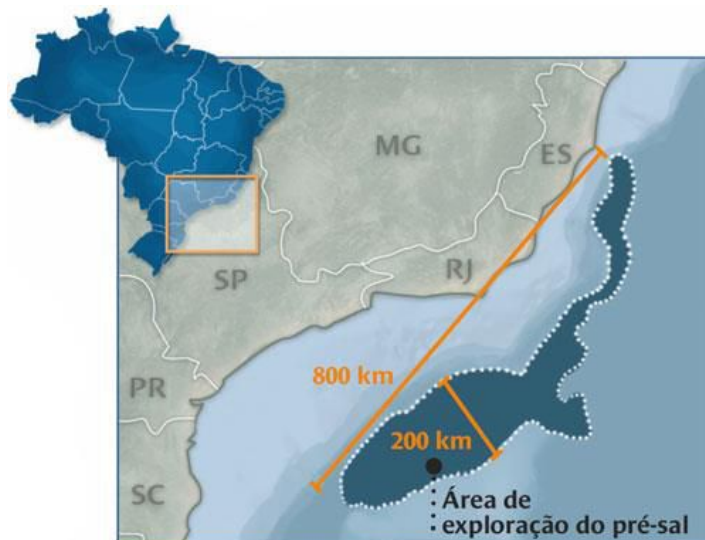 MG
ES
SP
RJ
800 km
PR
200 km
SC
Área de
exploração do pré-sal